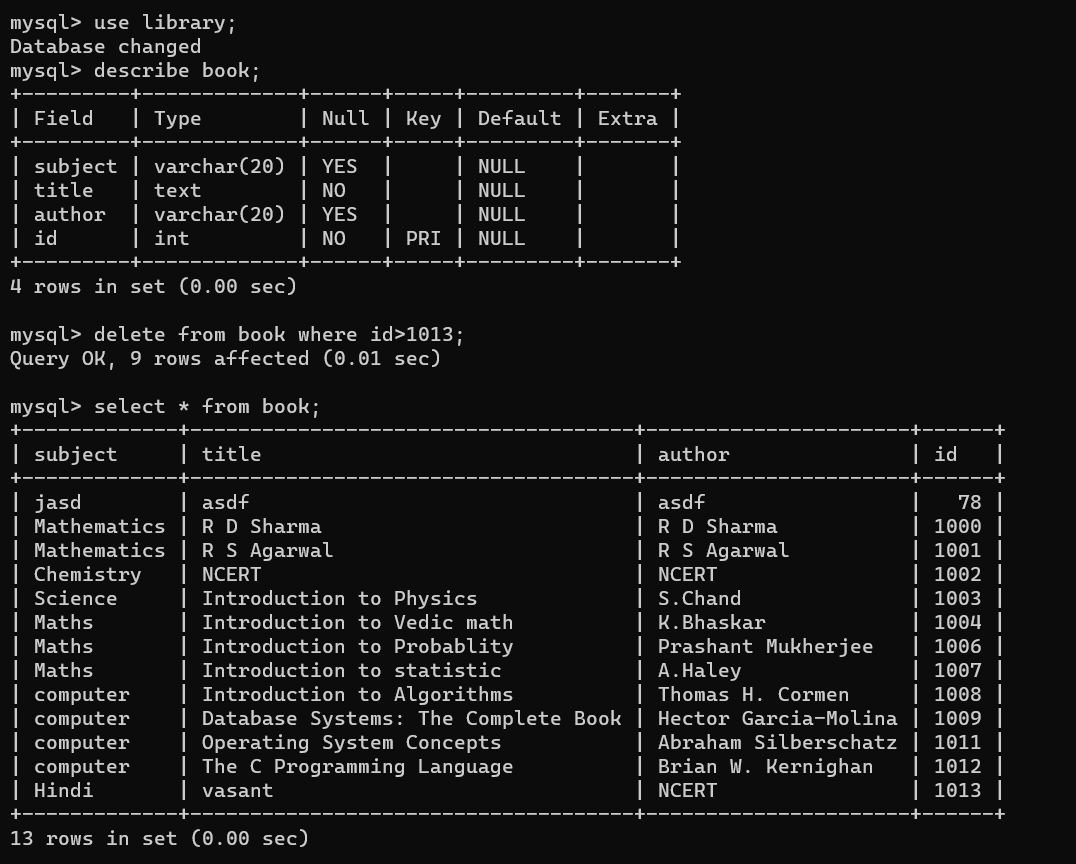 mysql> use library;
Database changed
mysql> describe book;
+---------+-------------+------+-----+---------+-------+
| Field   | Type        | Null | Key | Default | Extra |
+---------+-------------+------+-----+---------+-------+
| subject | varchar(20) | YES  |     | NULL    |       |
| title   | text        | NO   |     | NULL    |       |
| author  | varchar(20) | YES  |     | NULL    |       |
| id      | int         | NO   | PRI | NULL    |       |
+---------+-------------+------+-----+---------+-------+
4 rows in set (0.00 sec)

mysql> delete from book where id>1013;
Query OK, 9 rows affected (0.01 sec)

mysql> select * from book;
+-------------+-------------------------------------+----------------------+------+
| subject     | title                               | author               | id   |
+-------------+-------------------------------------+----------------------+------+
| jasd        | asdf                                | asdf                 |   78 |
| Mathematics | R D Sharma                          | R D Sharma           | 1000 |
| Mathematics | R S Agarwal                         | R S Agarwal          | 1001 |
| Chemistry   | NCERT                               | NCERT                | 1002 |
| Science     | Introduction to Physics             | S.Chand              | 1003 |
| Maths       | Introduction to Vedic math          | K.Bhaskar            | 1004 |
| Maths       | Introduction to Probablity          | Prashant Mukherjee   | 1006 |
| Maths       | Introduction to statistic           | A.Haley              | 1007 |
| computer    | Introduction to Algorithms          | Thomas H. Cormen     | 1008 |
| computer    | Database Systems: The Complete Book | Hector Garcia-Molina | 1009 |
| computer    | Operating System Concepts           | Abraham Silberschatz | 1011 |
| computer    | The C Programming Language          | Brian W. Kernighan   | 1012 |
| Hindi       | vasant                              | NCERT                | 1013 |
+-------------+-------------------------------------+----------------------+------+
13 rows in set (0.00 sec)